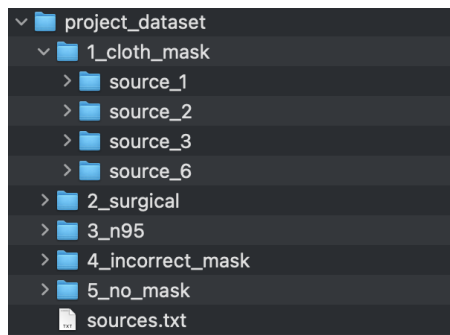 project_dataset
1_cloth_mask
source_1
source_2
source_3
source_6
2_surgical
3_n95
4_incorrect_mask
5_no_mask
TXT
sources.txt